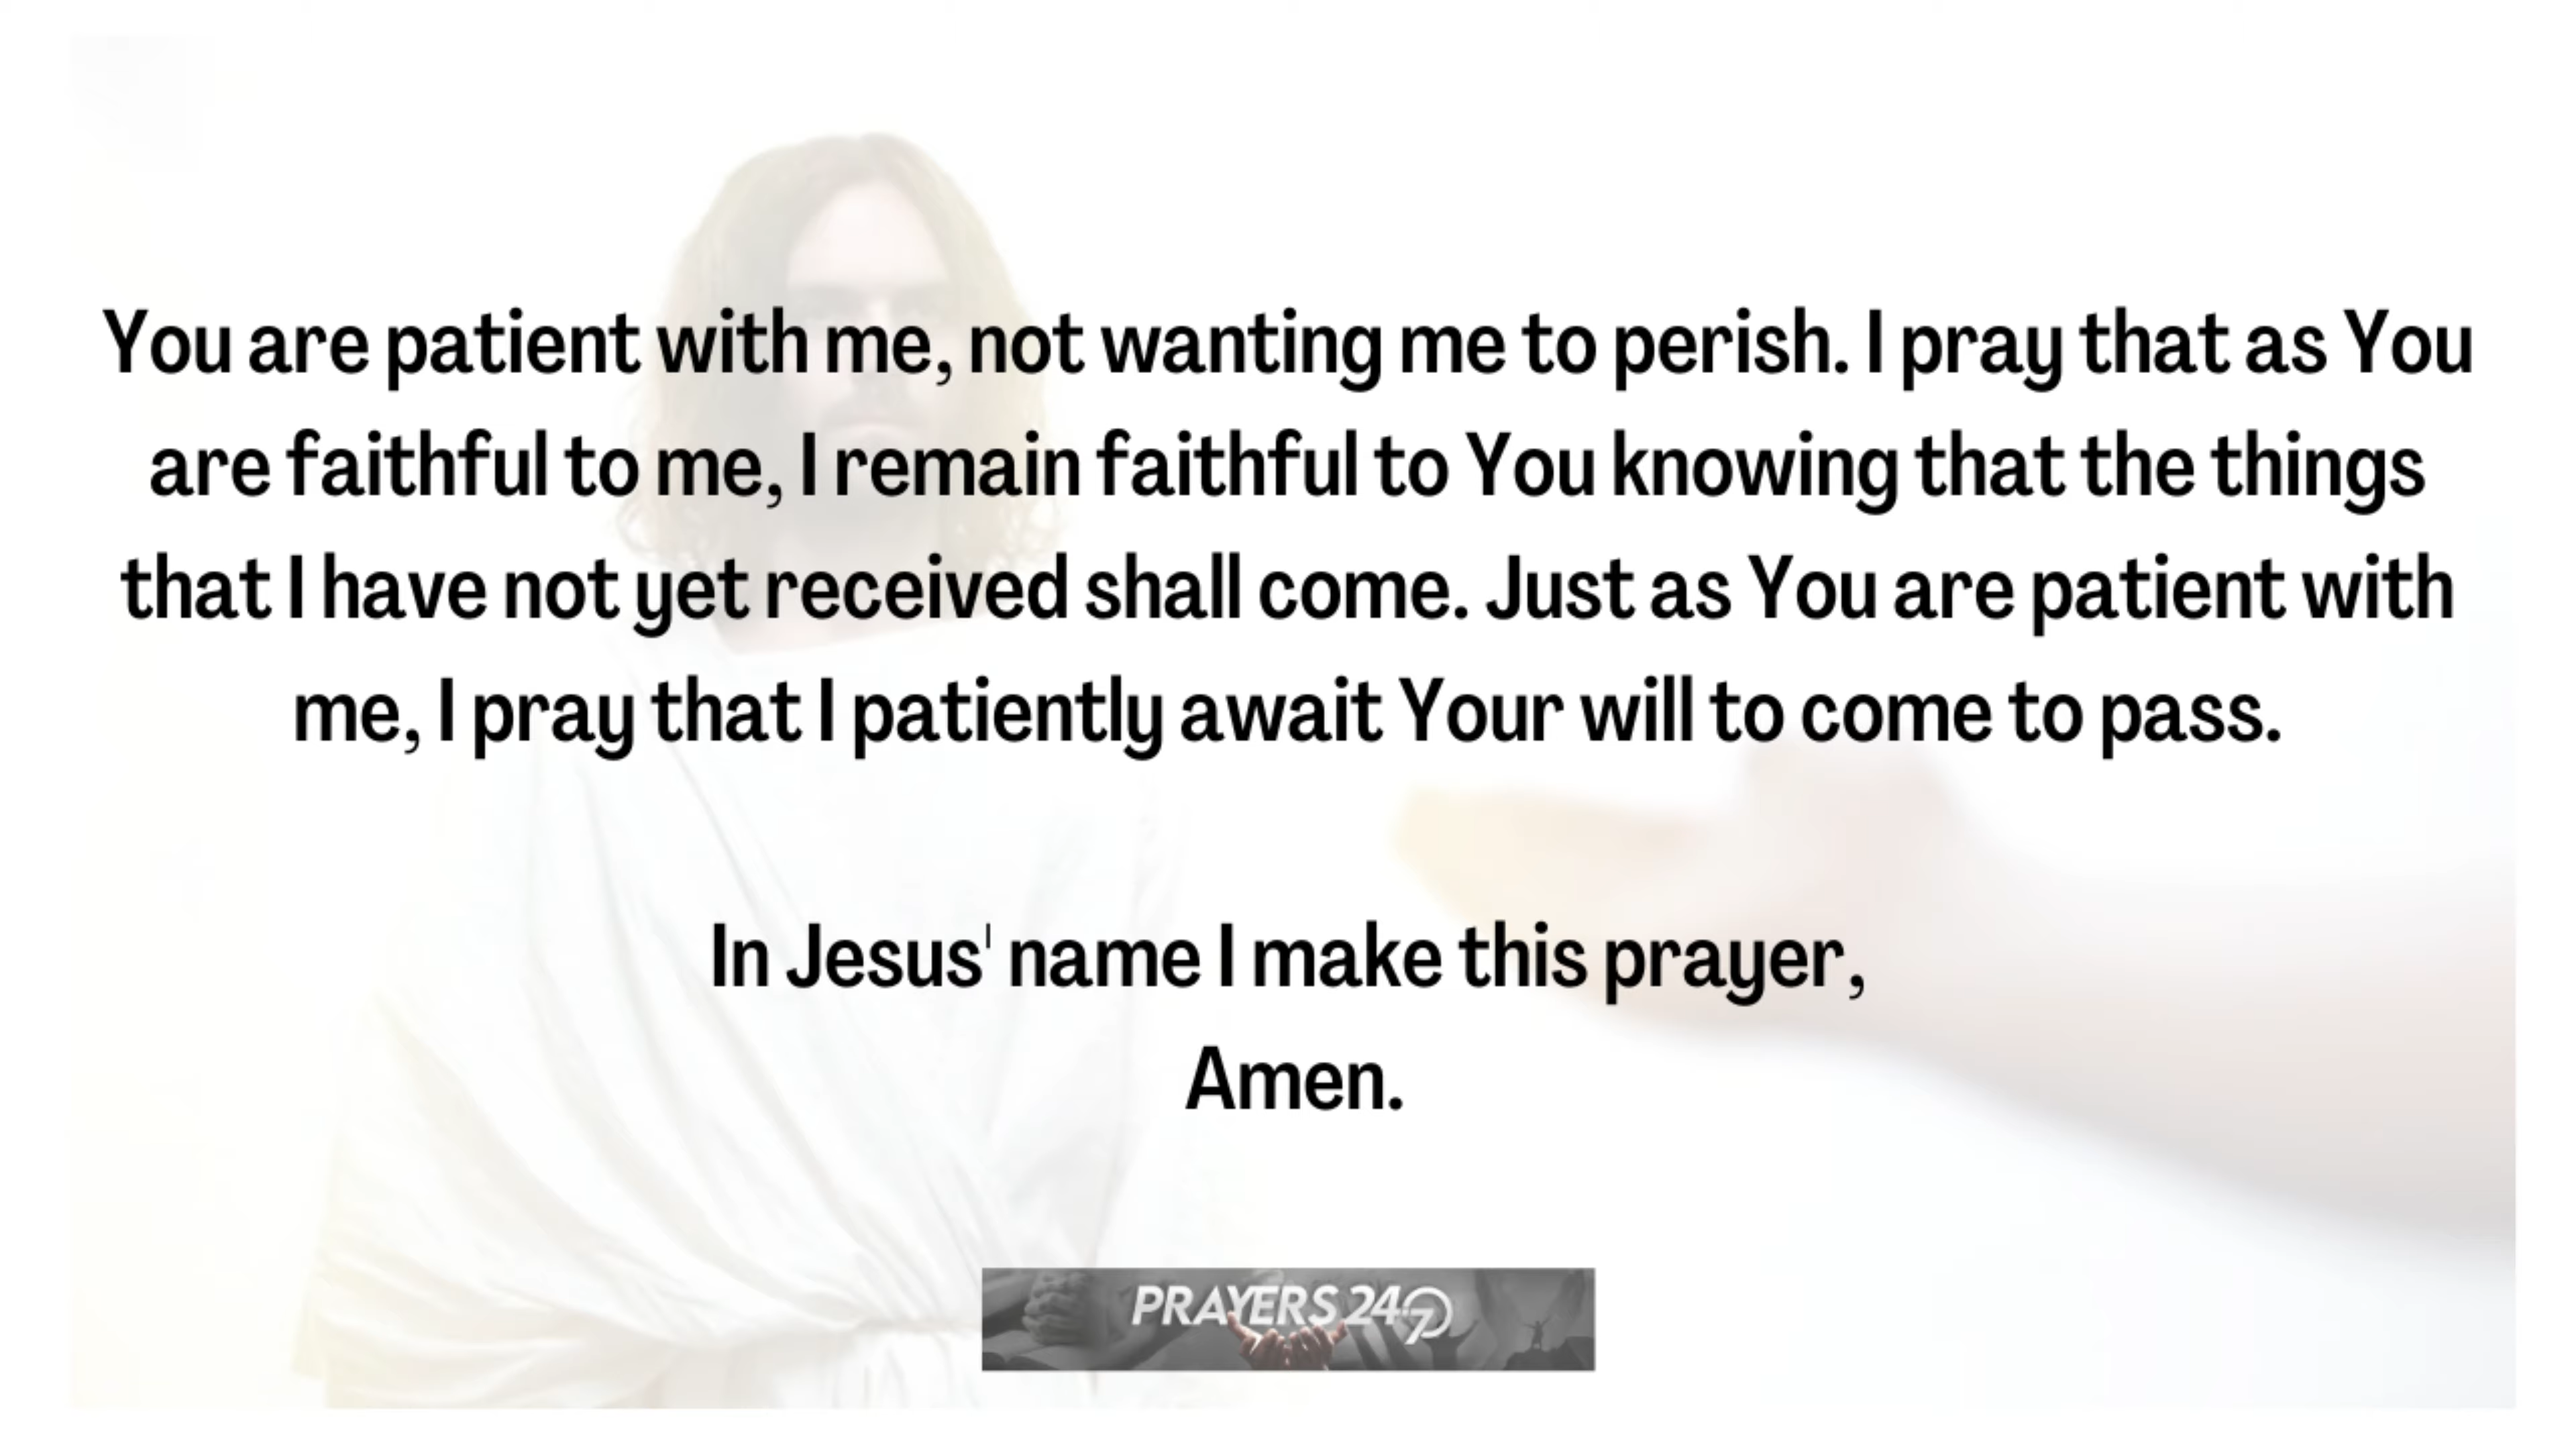 You are patient with me, not wanting me to perish. I pray that as You
are faithful to me, I remain faithful to You knowing that the things
that I have not yet received shall come. Just as You are patient with
me, I pray that I patiently await Your will to come to pass.
In Jesus' name I make this prayer,
Amen.
PRAYERS 24-7